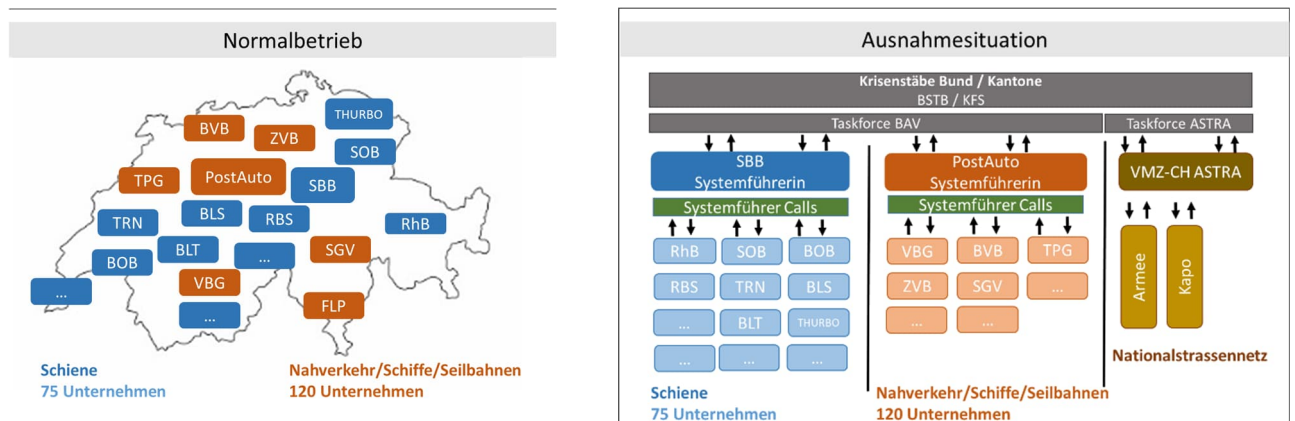 Normalbetrieb
THURBO
BVB
ZVB
SOB
TPG
PostAuto
SBB
BLS
RBS
TRN
RhB
BLT
SGV
BOB
...
VBG
...
...
FLP
Schiene
75 Unternehmen
Nahverkehr/Schiffe/Seilbahnen
120 Unternehmen
Ausnahmesituation
Krisenstäbe Bund / Kantone
BSTB / KFS
Taskforce BAV
Taskforce ASTRA
SBB
Systemführerin
PostAuto
Systemführerin
VMZ-CH ASTRA
Systemführer Calls
Systemführer Calls
RhB
SOB
BOB
RBS
TRN
BLS
...
BLT
THURBO
...
...
...
VBG
BVB
TPG
ZVB
SGV
...
...
...
Armee
Kapo
Nationalstrassennetz
Schiene
75 Unternehmen
Nahverkehr/Schiffe/Seilbahnen
120 Unternehmen